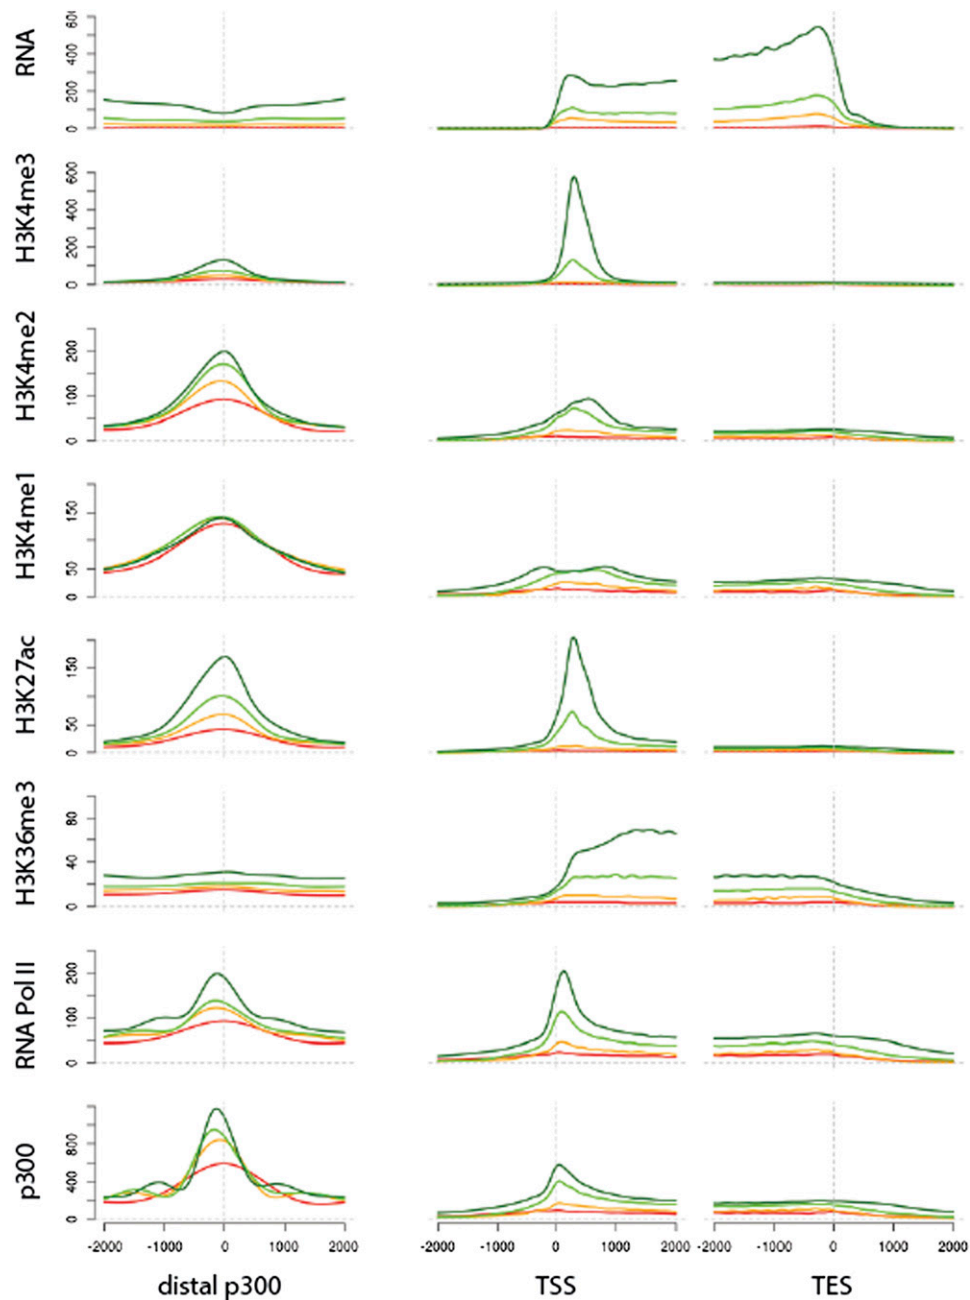 RNA
0 200 400 600
H3K4me3
0 200 400 600
H3K4me2
0 100 200
H3K4me1
0 50 150
H3K27ac
0 50 150
H3K36me3
0 40 80
RNA Pol II
0 100 200
p300
0 400 800
-2000 -1000 0 1000 2000 -2000 -1000 0 1000 2000 -2000 -1000 0 1000 2000
distal p300 TSS TES